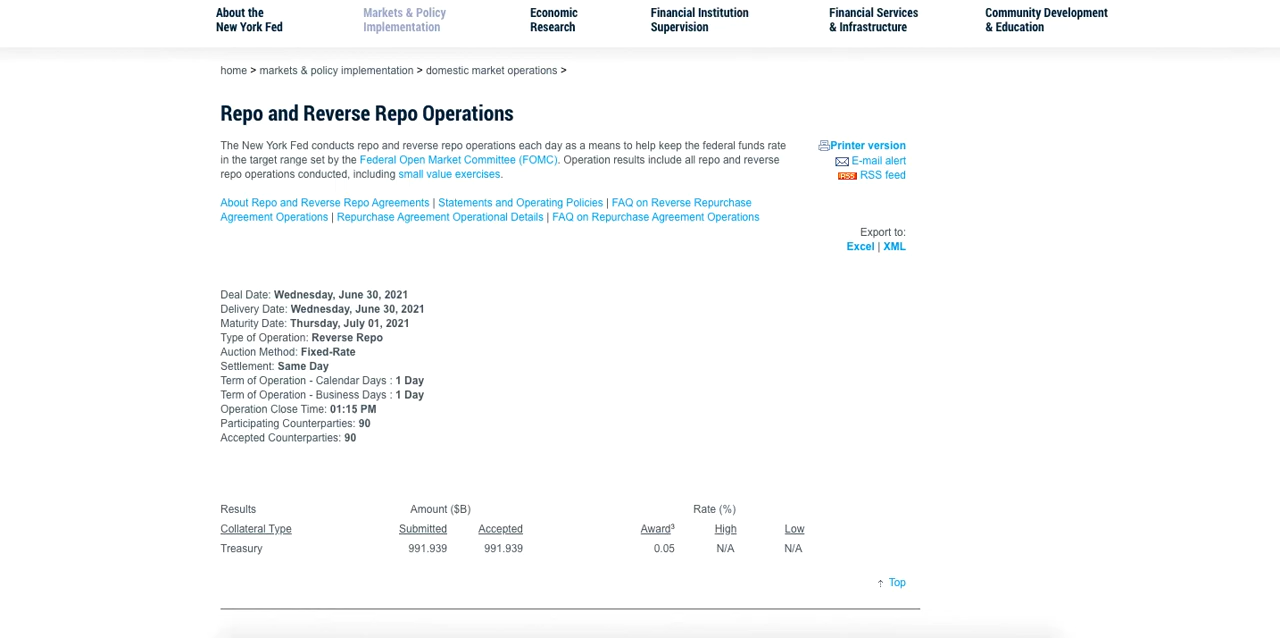 About the New York Fed
Markets & Policy Implementation
Economic Research
Financial Institution Supervision
Financial Services & Infrastructure
Community Development & Education
home > markets & policy implementation > domestic market operations >
Repo and Reverse Repo Operations
The New York Fed conducts repo and reverse repo operations each day as a means to help keep the federal funds rate
in the target range set by the Federal Open Market Committee (FOMC). Operation results include all repo and reverse
repo operations conducted, including small value exercises.
Printer version
E-mail alert
RSS RSS feed
About Repo and Reverse Repo Agreements | Statements and Operating Policies | FAQ on Reverse Repurchase
Agreement Operations | Repurchase Agreement Operational Details | FAQ on Repurchase Agreement Operations
Export to:
Excel | XML
Deal Date: Wednesday, June 30, 2021
Delivery Date: Wednesday, June 30, 2021
Maturity Date: Thursday, July 01, 2021
Type of Operation: Reverse Repo
Auction Method: Fixed-Rate
Settlement: Same Day
Term of Operation - Calendar Days : 1 Day
Term of Operation - Business Days : 1 Day
Operation Close Time: 01:15 PM
Participating Counterparties: 90
Accepted Counterparties: 90
Results Amount ($B) Rate (%)
Collateral Type Submitted Accepted Award³ High Low
Treasury 991.939 991.939 0.05 N/A N/A
↑ Top